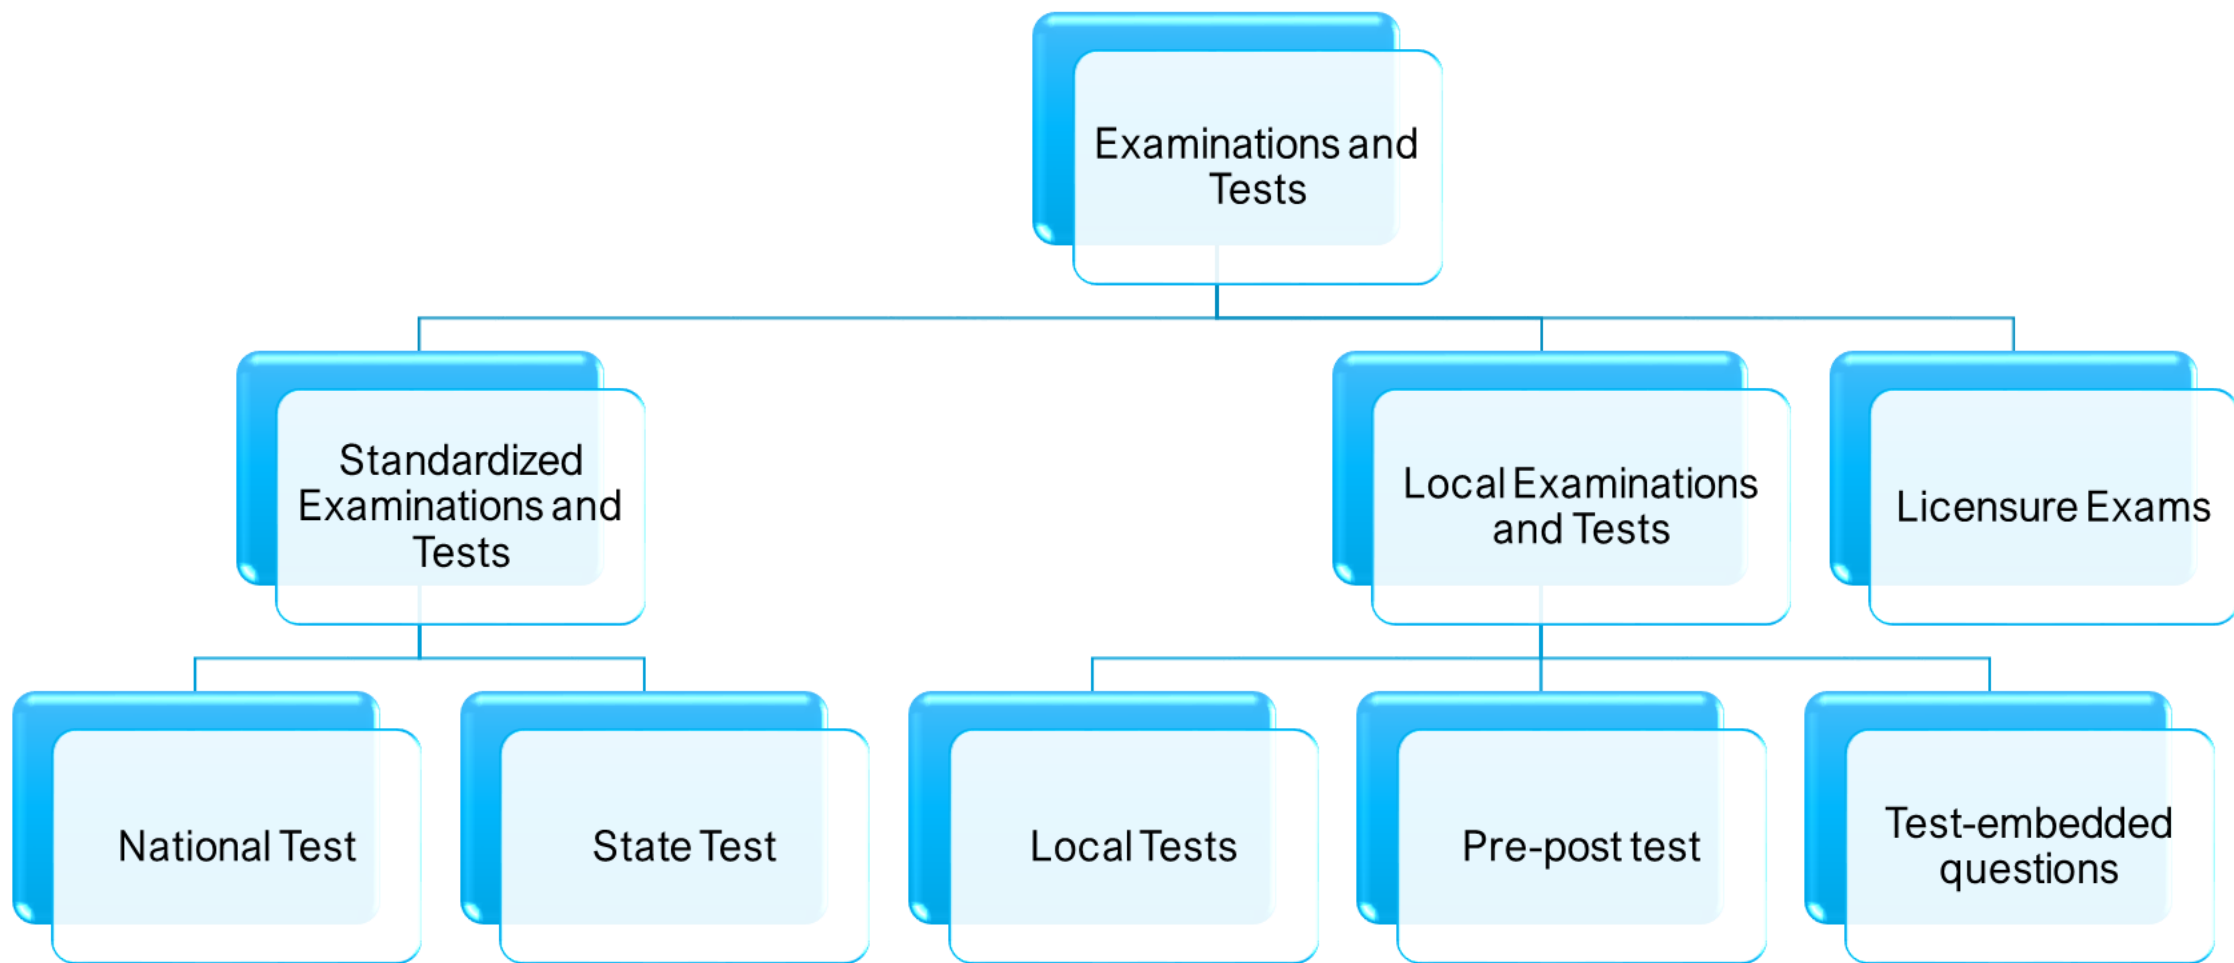 Examinations and
Tests
Standardized
Examinations and
Tests
Local Examinations
and Tests
Licensure Exams
National Test
State Test
Local Tests
Pre-post test
Test-embedded
questions